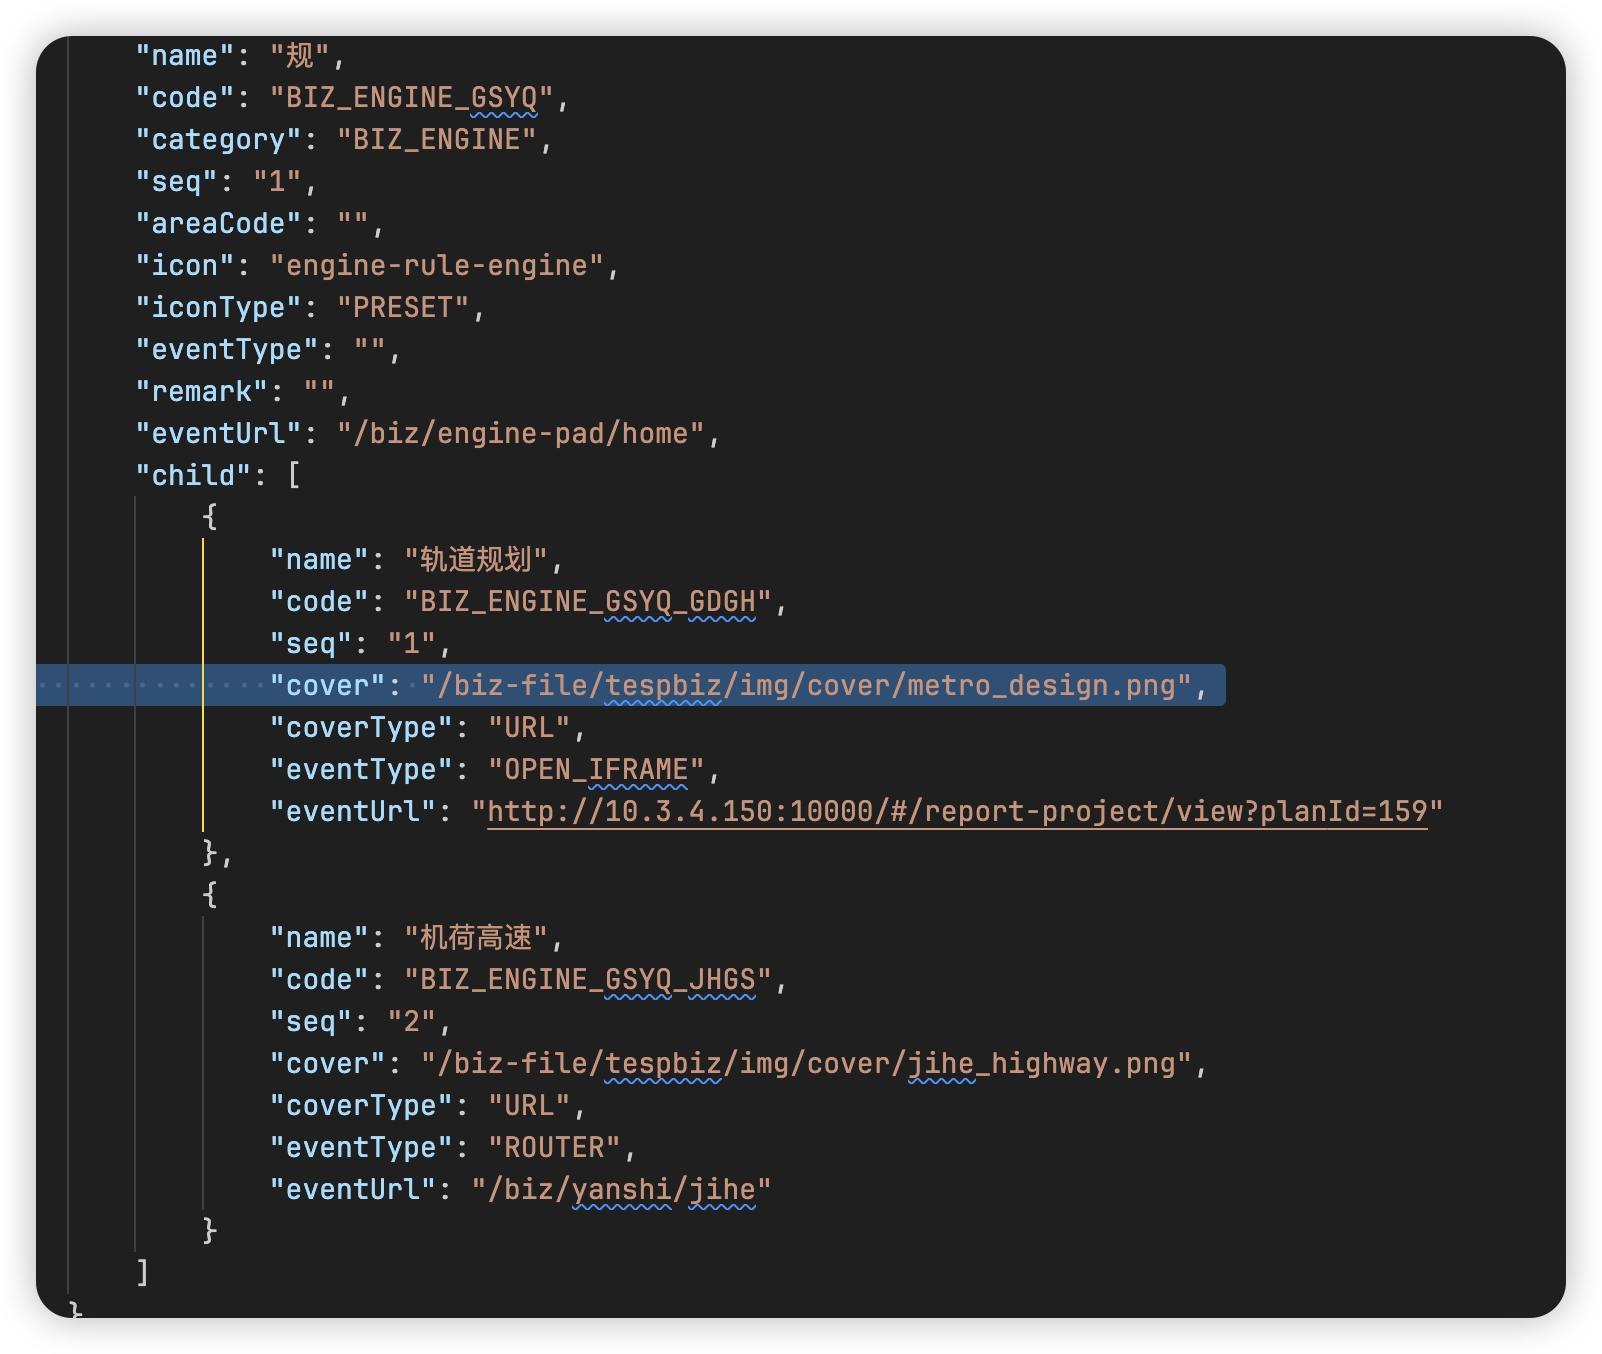 "name": "规",
"code": "BIZ_ENGINE_GSYQ",
"category": "BIZ_ENGINE",
"seq": "1",
"areaCode": "",
"icon": "engine-rule-engine",
"iconType": "PRESET",
"eventType": "",
"remark": "",
"eventUrl": "/biz/engine-pad/home",
"child": [
{
"name": "轨道规划",
"code": "BIZ_ENGINE_GSYQ_GDGH",
"seq": "1",
"cover": "/biz-file/tespbiz/img/cover/metro_design.png",
"coverType": "URL",
"eventType": "OPEN_IFRAME",
"eventUrl": "http://10.3.4.150:10000/#/report-project/view?planId=159"
},
{
"name": "机荷高速",
"code": "BIZ_ENGINE_GSYQ_JHGS",
"seq": "2",
"cover": "/biz-file/tespbiz/img/cover/jihe_highway.png",
"coverType": "URL",
"eventType": "ROUTER",
"eventUrl": "/biz/yanshi/jihe"
}
]
}